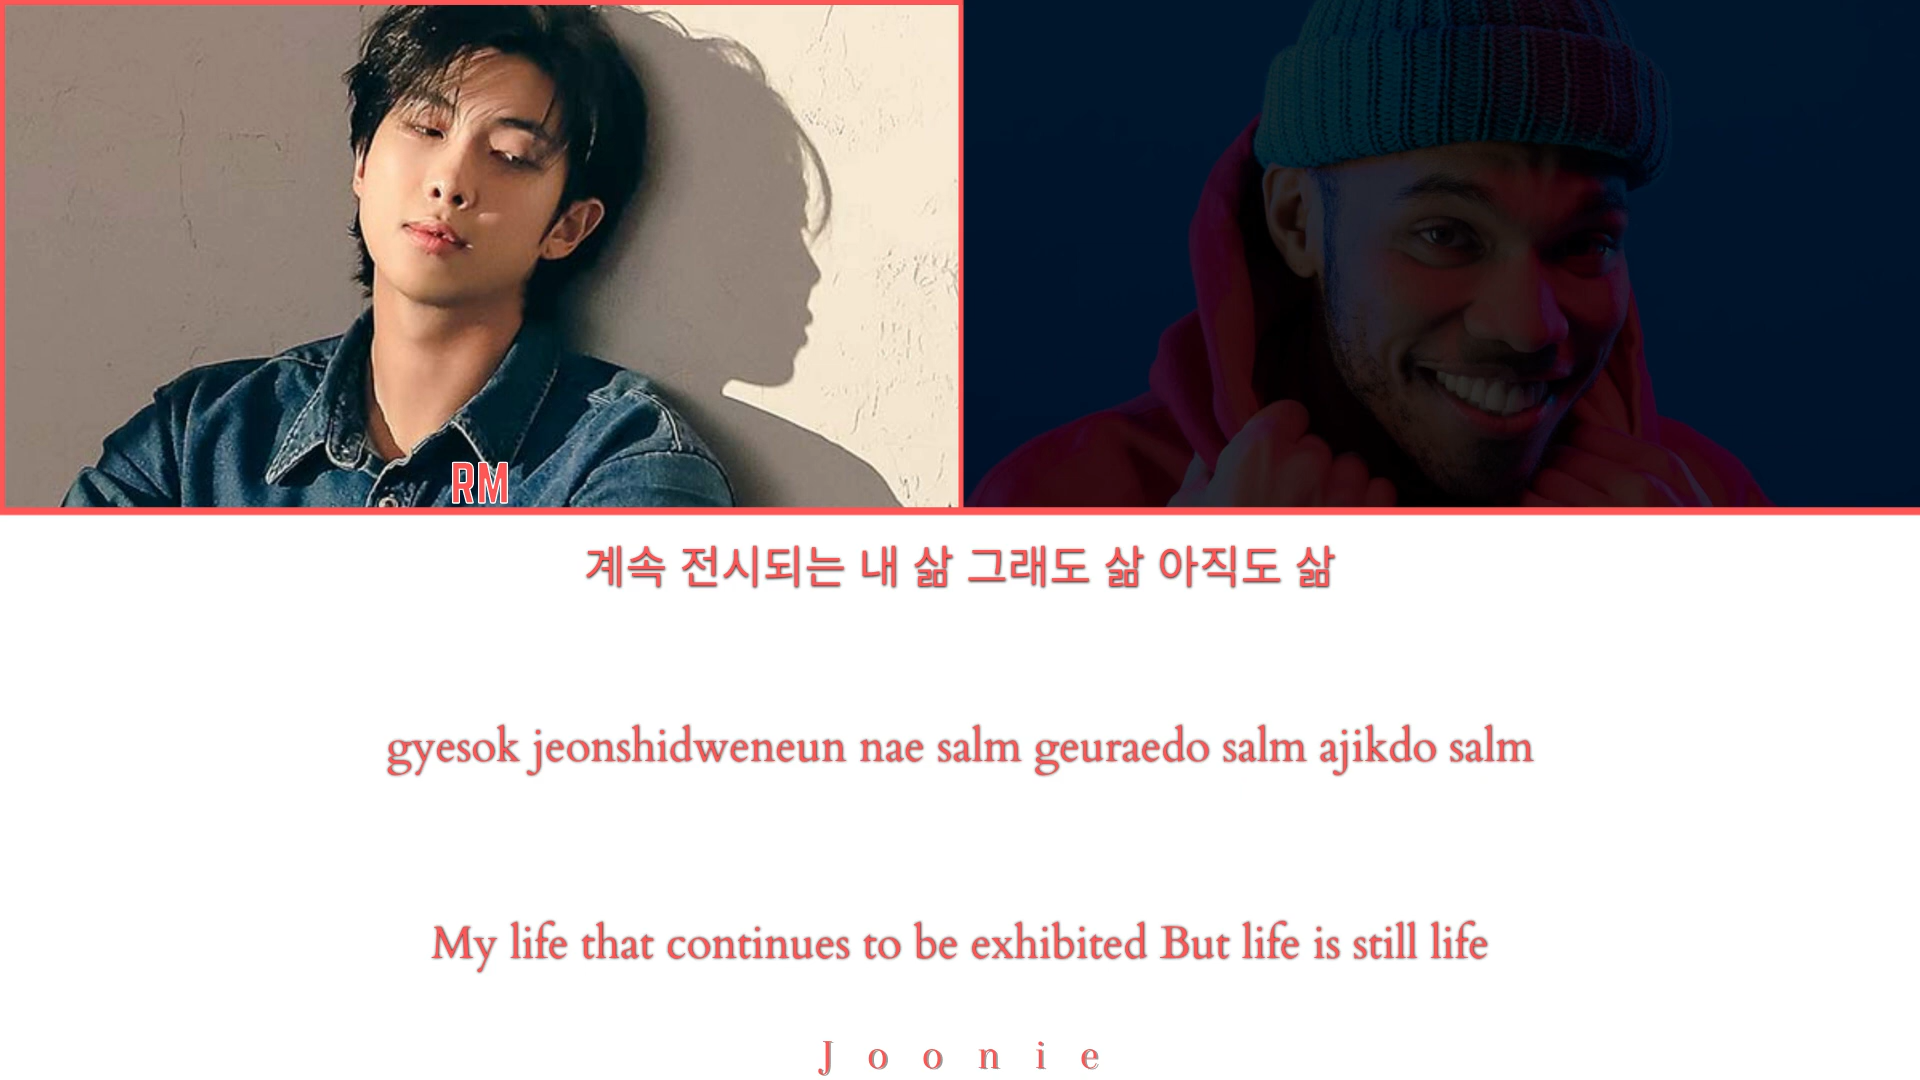 RM
계속 전시되는 내 삶 그래도 삶 아직도 삶
gyesok jeonshidweneun nae salm geuraedo salm ajikdo salm
My life that continues to be exhibited But life is still life
Joonie